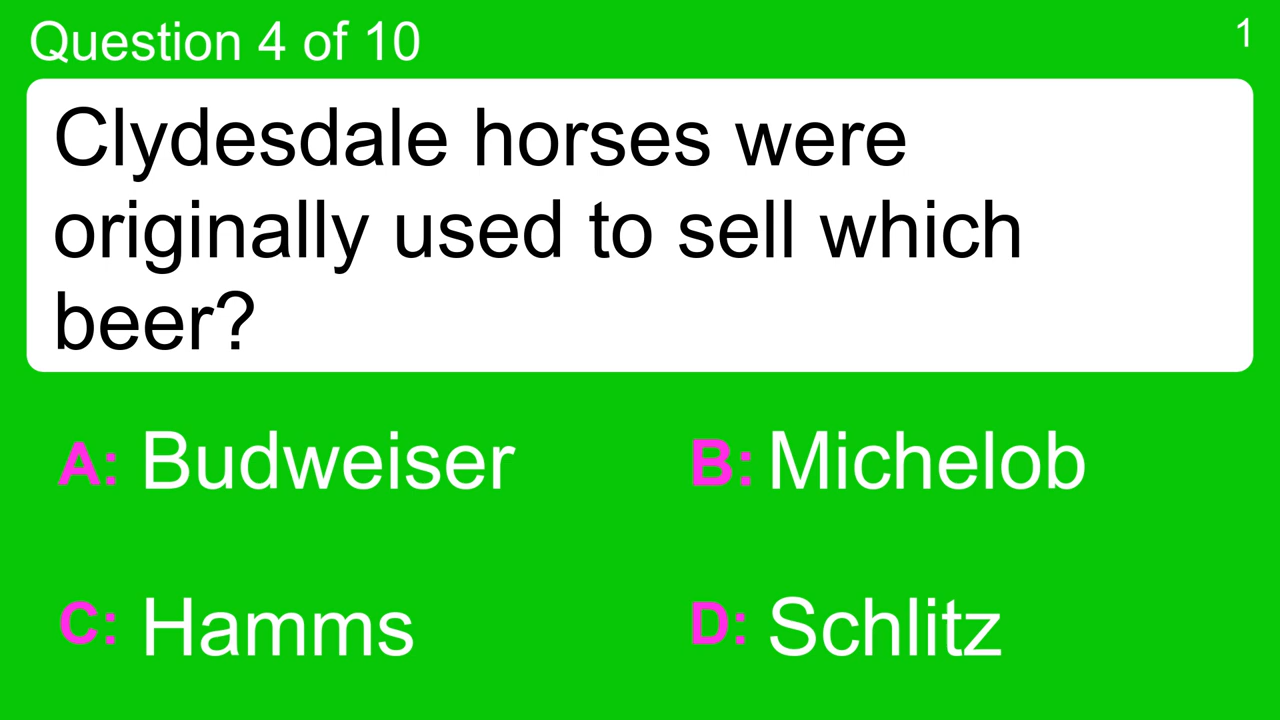 Question 4 of 10
1
Clydesdale horses were
originally used to sell which
beer?
A: Budweiser
B: Michelob
C: Hamms
D: Schlitz